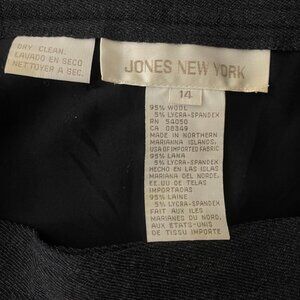 DRY CLEAN.
LAVADO EN SECO
NETTOYER A SEC.
JONES NEW YORK
14
95% WOOL
5% LYCRA-SPANDEX
RN 54050
CA 08349
MADE IN NORTHERN
MARIANNA ISLANDS,
USA OF IMPORTED FABRIC
95% LANA
5% LYCRA-SPANDEX
HECHO EN LAS ISLAS
MARIANA DEL NORDE,
EE.UU DE TELAS
IMPORTADAS
95% LAINE
5% LYCRA-SPANDEX
FAIT AUX ILES
MARIANES DU NORD,
AUX ETATS-UNIS
DE TISSU IMPORTE